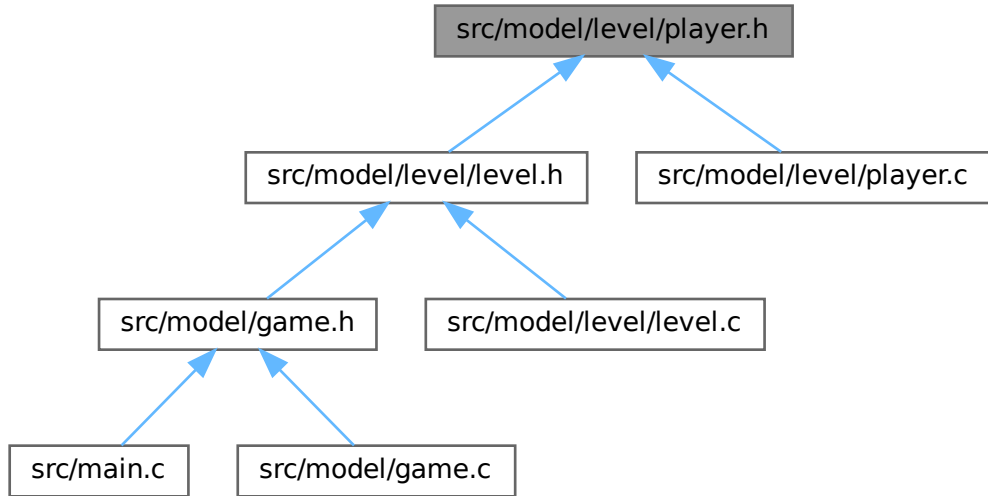 src/model/level/player.h
src/model/level/level.h
src/model/level/player.c
src/model/game.h
src/model/level/level.c
src/main.c
src/model/game.c